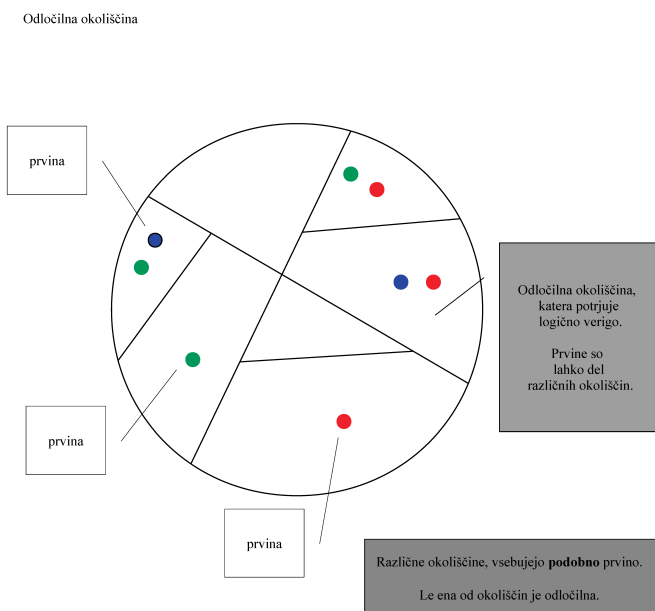 Odločilna okoliščina
prvina
Odločilna okoliščina,
katera potrjuje
logično verigo.
Prvine so
lahko del
različnih okoliščin.
prvina
prvina
Različne okoliščine, vsebujejo podobno prvino.
Le ena od okoliščin je odločilna.